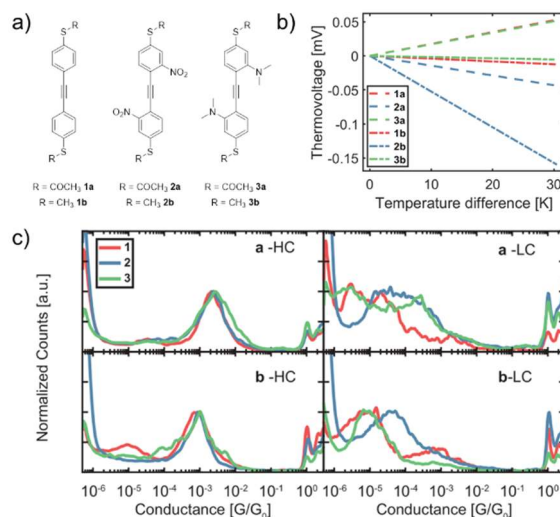 a)
S R
S R
S R
NO₂
N
O₂N
N
R S
R S
R S
R = COCH₃ 1a R = COCH₃ 2a R = COCH₃ 3a
R = CH₃ 1b R = CH₃ 2b R = CH₃ 3b
b)
Thermovoltage [mV]
0.05
0
-0.05
-0.1
-0.15
1a
2a
3a
1b
2b
3b
0 10 20 30
Temperature difference [K]
c)
Normalized Counts [a.u.]
1
2
3
a -HC
a -LC
b -HC
b-LC
10⁻⁶ 10⁻⁵ 10⁻⁴ 10⁻³ 10⁻² 10⁻¹ 10⁰ 10⁻⁶ 10⁻⁵ 10⁻⁴ 10⁻³ 10⁻² 10⁻¹ 10⁰
Conductance [G/G₀] Conductance [G/G₀]